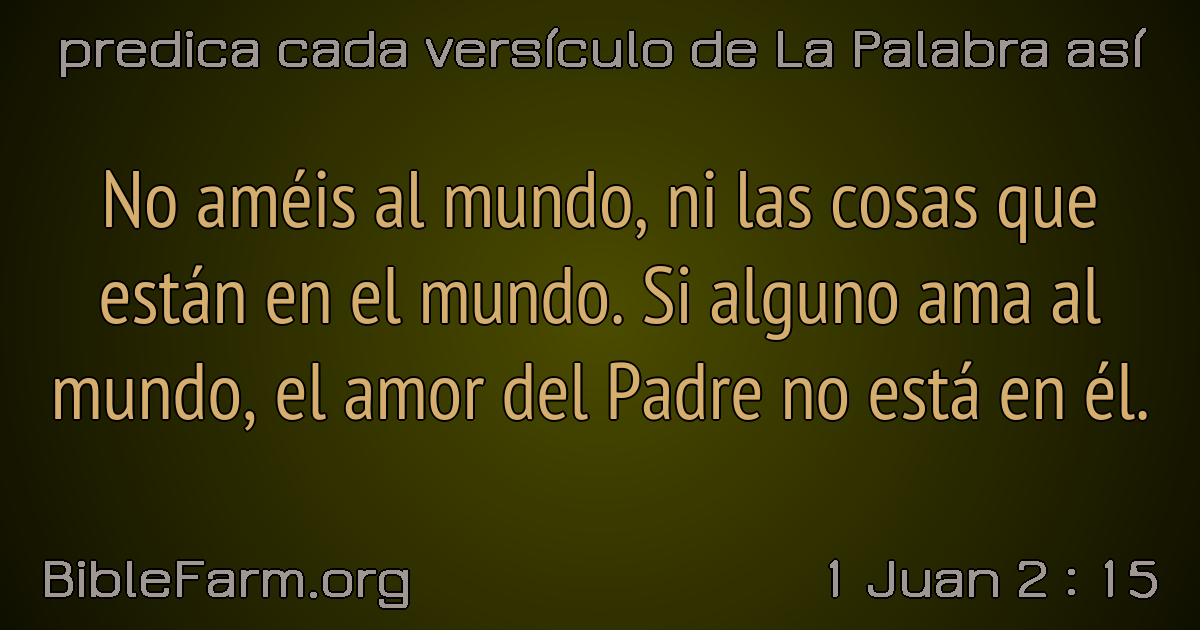 predica cada versículo de La Palabra así
No améis al mundo, ni las cosas que
están en el mundo. Si alguno ama al
mundo, el amor del Padre no está en él.
BibleFarm.org
1 Juan 2 : 15